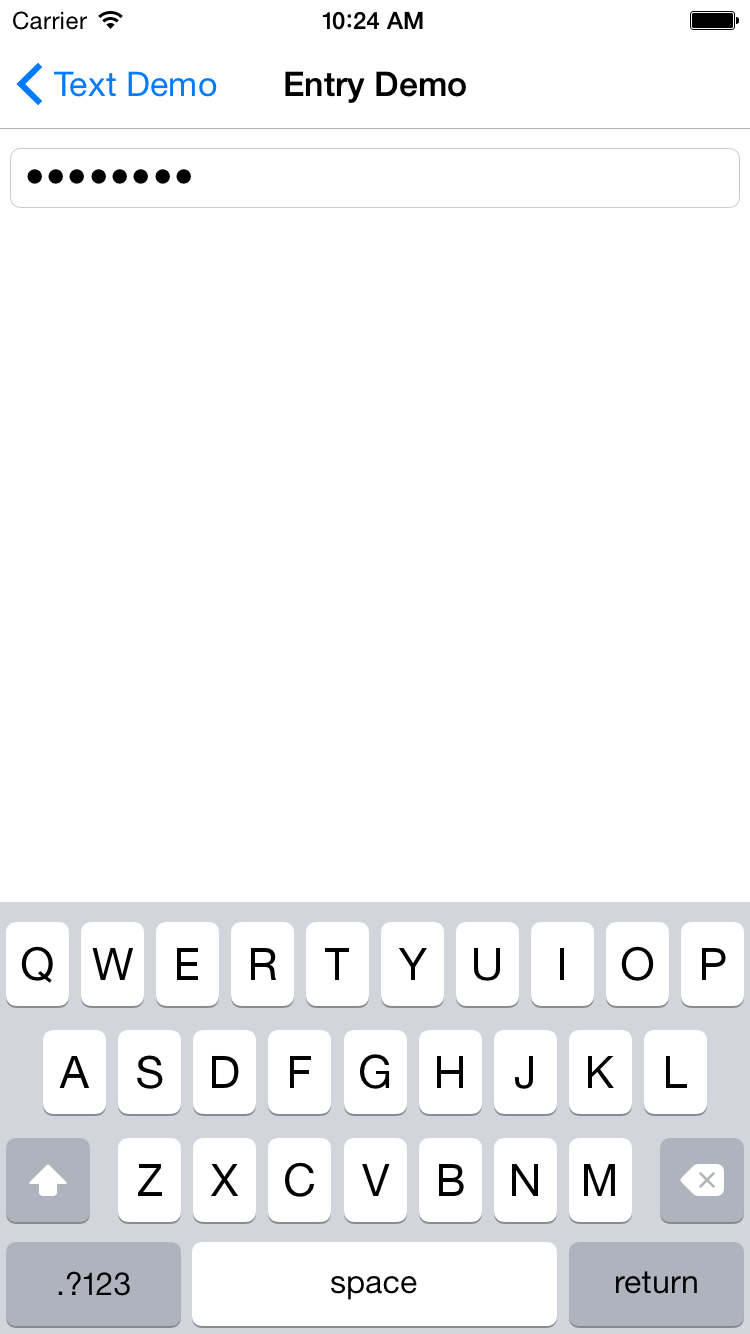 Carrier 10:24 AM
Text Demo Entry Demo
••••••••
Q W E R T Y U I O P
A S D F G H J K L
Z X C V B N M
.?123 space return